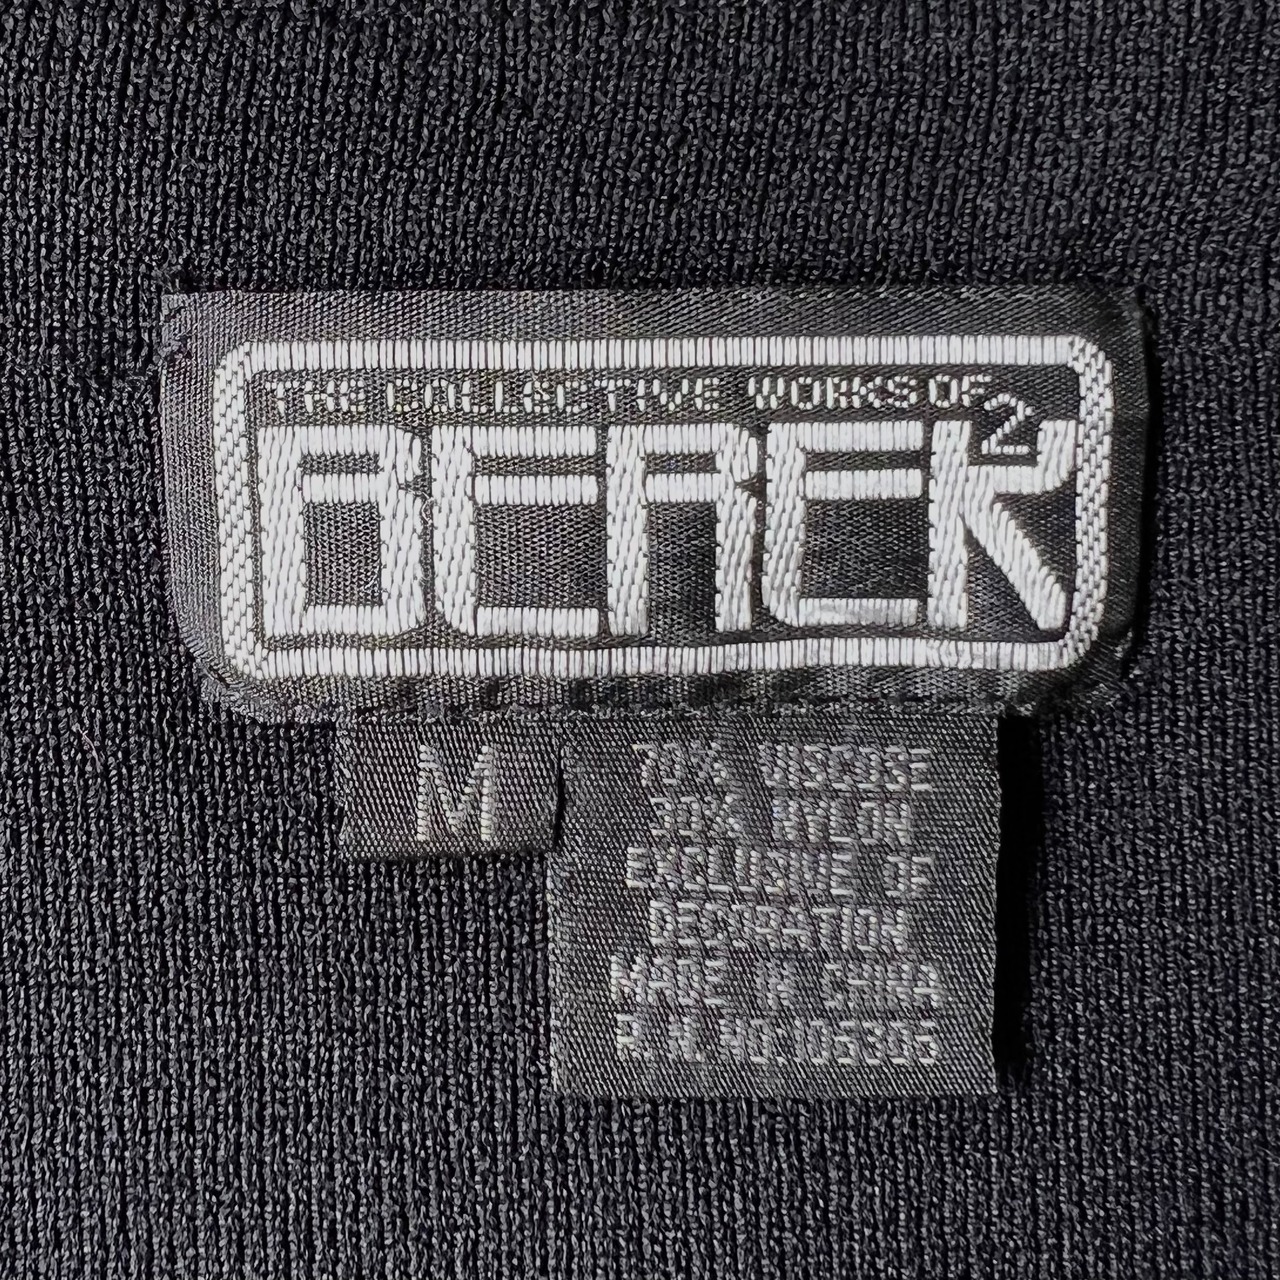 THE COLLECTIVE WORKS OF
BEREK 2
M
70% VISCOSE
30% NYLON
EXCLUSIVE OF
DECORATION
MADE IN CHINA
R.N. NO.:105305